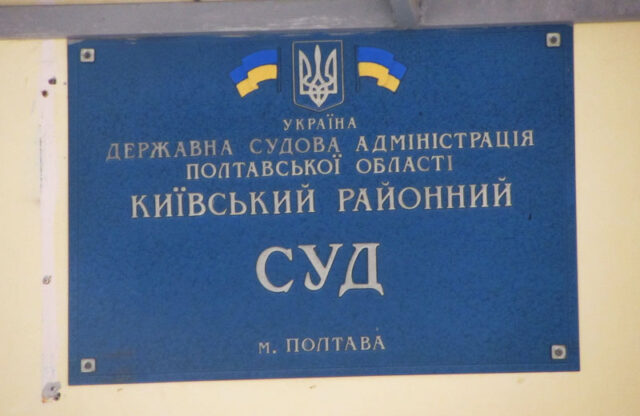 УКРАЇНА
ДЕРЖАВНА СУДОВА АДМІНІСТРАЦІЯ
ПОЛТАВСЬКОЇ ОБЛАСТІ
КИЇВСЬКИЙ РАЙОННИЙ
СУД
м. ПОЛТАВА